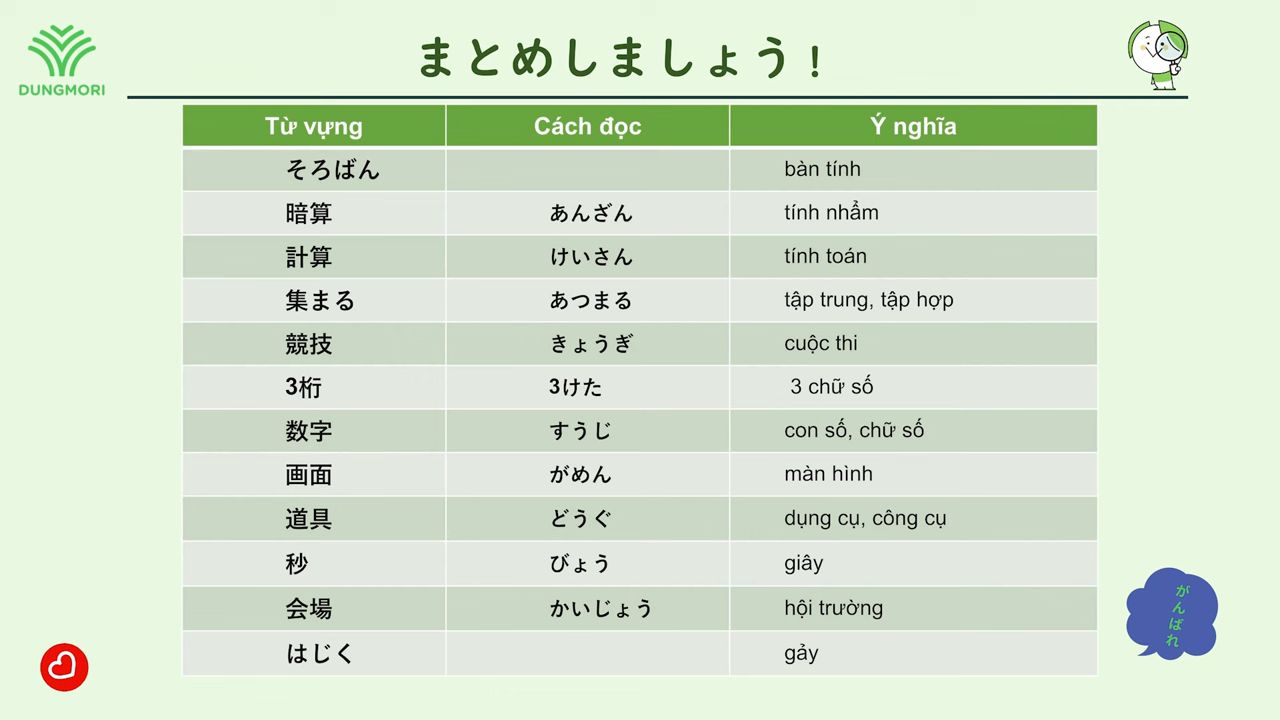 DUNGMORI
まとめしましょう！
Từ vựng Cách đọc Ý nghĩa
そろばん bàn tính
暗算 あんざん tính nhẩm
計算 けいさん tính toán
集まる あつまる tập trung, tập hợp
競技 きょうぎ cuộc thi
3桁 3けた 3 chữ số
数字 すうじ con số, chữ số
画面 がめん màn hình
道具 どうぐ dụng cụ, công cụ
秒 びょう giây
会場 かいじょう hội trường
はじく gảy
がんばれ